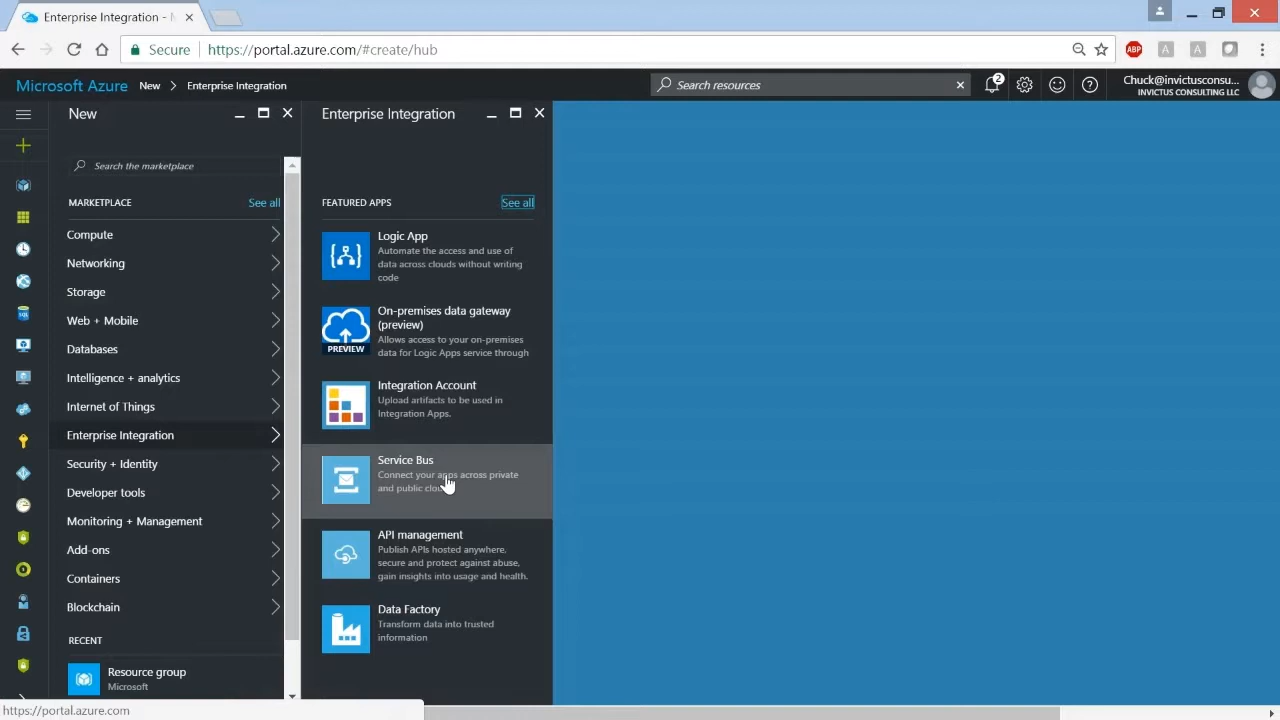 Enterprise Integration -
Secure
https://portal.azure.com/#create/hub
ABP
A
A
Microsoft Azure
New
Enterprise Integration
Search resources
2
Chuck@invictusconsu...
INVICTUS CONSULTING LLC
New
Search the marketplace
MARKETPLACE
See all
Compute
Networking
Storage
Web + Mobile
Databases
Intelligence + analytics
Internet of Things
Enterprise Integration
Security + Identity
Developer tools
Monitoring + Management
Add-ons
Containers
Blockchain
RECENT
Resource group
Microsoft
Enterprise Integration
FEATURED APPS
See all
Logic App
Automate the access and use of
data across clouds without writing
code
PREVIEW
On-premises data gateway
(preview)
Allows access to your on-premises
data for Logic Apps service through
Integration Account
Upload artifacts to be used in
Integration Apps.
Service Bus
Connect your apps across private
and public
API management
Publish APIs hosted anywhere,
secure and protect against abuse,
gain insights into usage and health.
Data Factory
Transform data into trusted
information
https://portal.azure.com